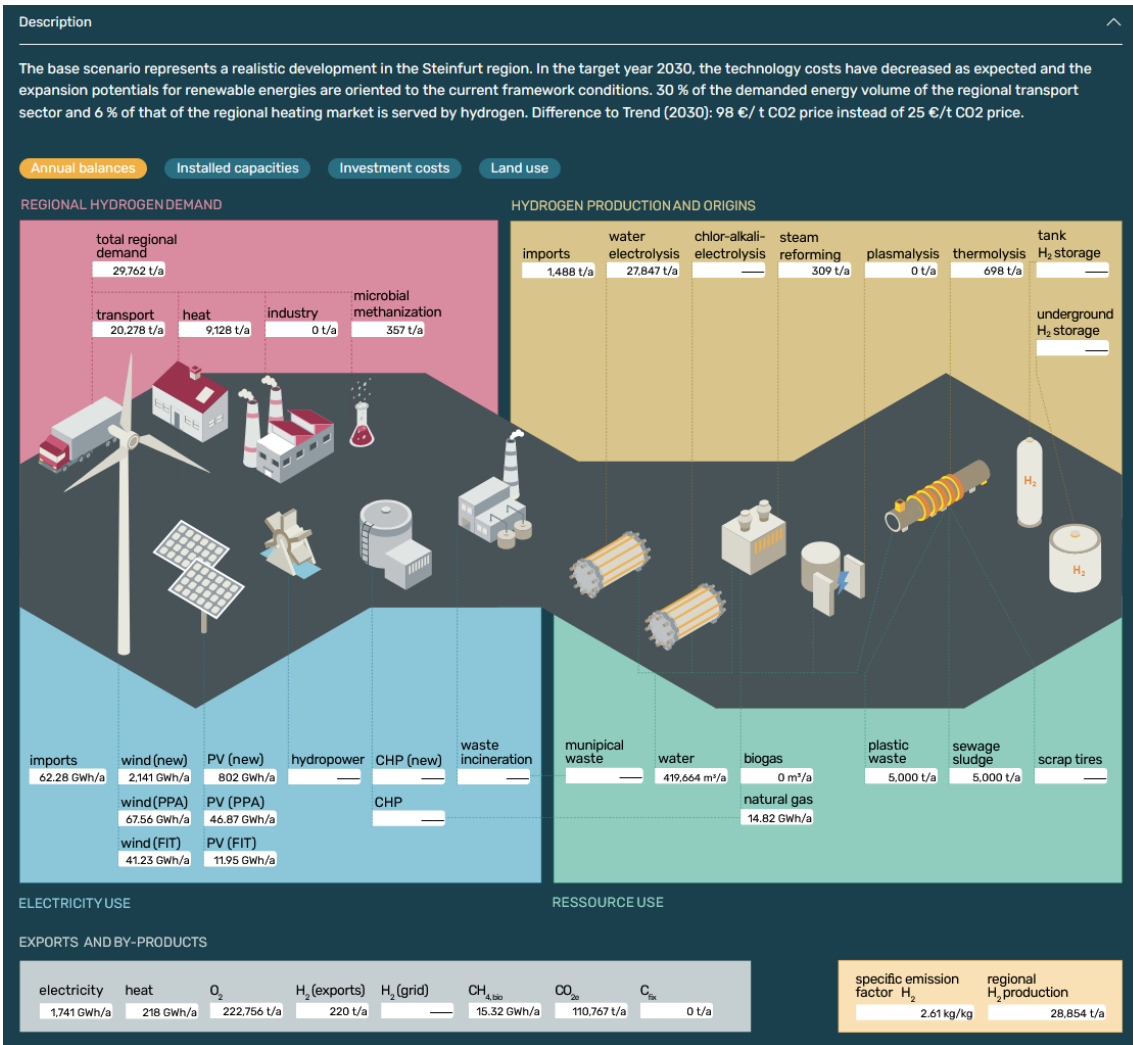 Description
The base scenario represents a realistic development in the Steinfurt region. In the target year 2030, the technology costs have decreased as expected and the
expansion potentials for renewable energies are oriented to the current framework conditions. 30 % of the demanded energy volume of the regional transport
sector and 6 % of that of the regional heating market is served by hydrogen. Difference to Trend (2030): 98 €/ t CO2 price instead of 25 €/t CO2 price.
Annual balances
Installed capacities
Investment costs
Land use
REGIONAL HYDROGEN DEMAND
total regional
demand
29,762 t/a
transport
20,278 t/a
heat
9,128 t/a
industry
0 t/a
microbial
methanization
357 t/a
HYDROGEN PRODUCTION AND ORIGINS
imports
1,488 t/a
water
electrolysis
27,847 t/a
chlor-alkali-
electrolysis
—
steam
reforming
309 t/a
plasmalysis
0 t/a
thermolysis
698 t/a
tank
H₂ storage
—
underground
H₂ storage
—
H₂
H₂
imports
62.28 GWh/a
wind (new)
2,141 GWh/a
wind (PPA)
67.56 GWh/a
wind (FIT)
41.23 GWh/a
PV (new)
802 GWh/a
PV (PPA)
46.87 GWh/a
PV (FIT)
11.95 GWh/a
hydropower
—
CHP (new)
—
CHP
—
waste
incineration
—
ELECTRICITY USE
munipical
waste
—
water
419,664 m³/a
biogas
0 m³/a
natural gas
14.82 GWh/a
plastic
waste
5,000 t/a
sewage
sludge
5,000 t/a
scrap tires
—
RESSOURCE USE
EXPORTS AND BY-PRODUCTS
electricity
1,741 GWh/a
heat
218 GWh/a
O₂
222,756 t/a
H₂ (exports)
220 t/a
H₂ (grid)
—
CH4,bio
15.32 GWh/a
CO2e
110,767 t/a
Cfix
0 t/a
specific emission
factor H₂
2.61 kg/kg
regional
H₂ production
28,854 t/a